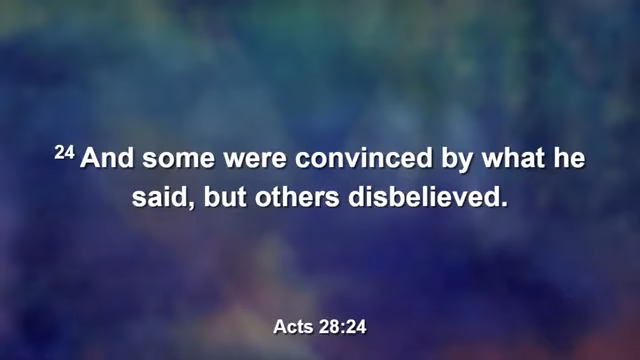 24 And some were convinced by what he
said, but others disbelieved.
Acts 28:24